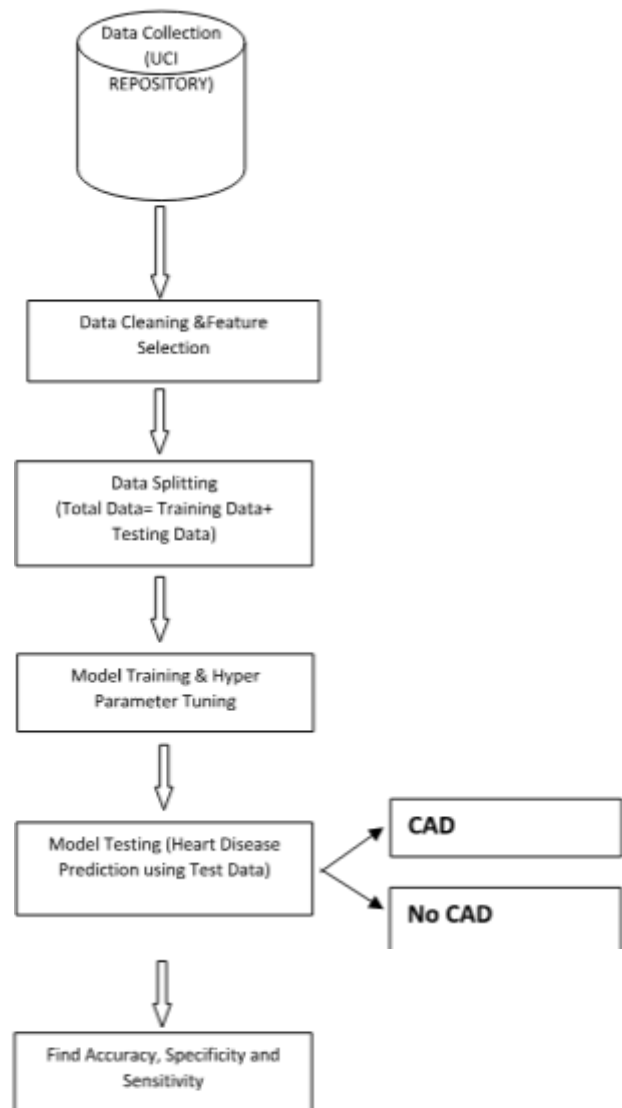 Data Collection
(UCI
REPOSITORY)
Data Cleaning &Feature
Selection
Data Splitting
(Total Data= Training Data+
Testing Data)
Model Training & Hyper
Parameter Tuning
Model Testing (Heart Disease
Prediction using Test Data)
CAD
No CAD
Find Accuracy, Specificity and
Sensitivity